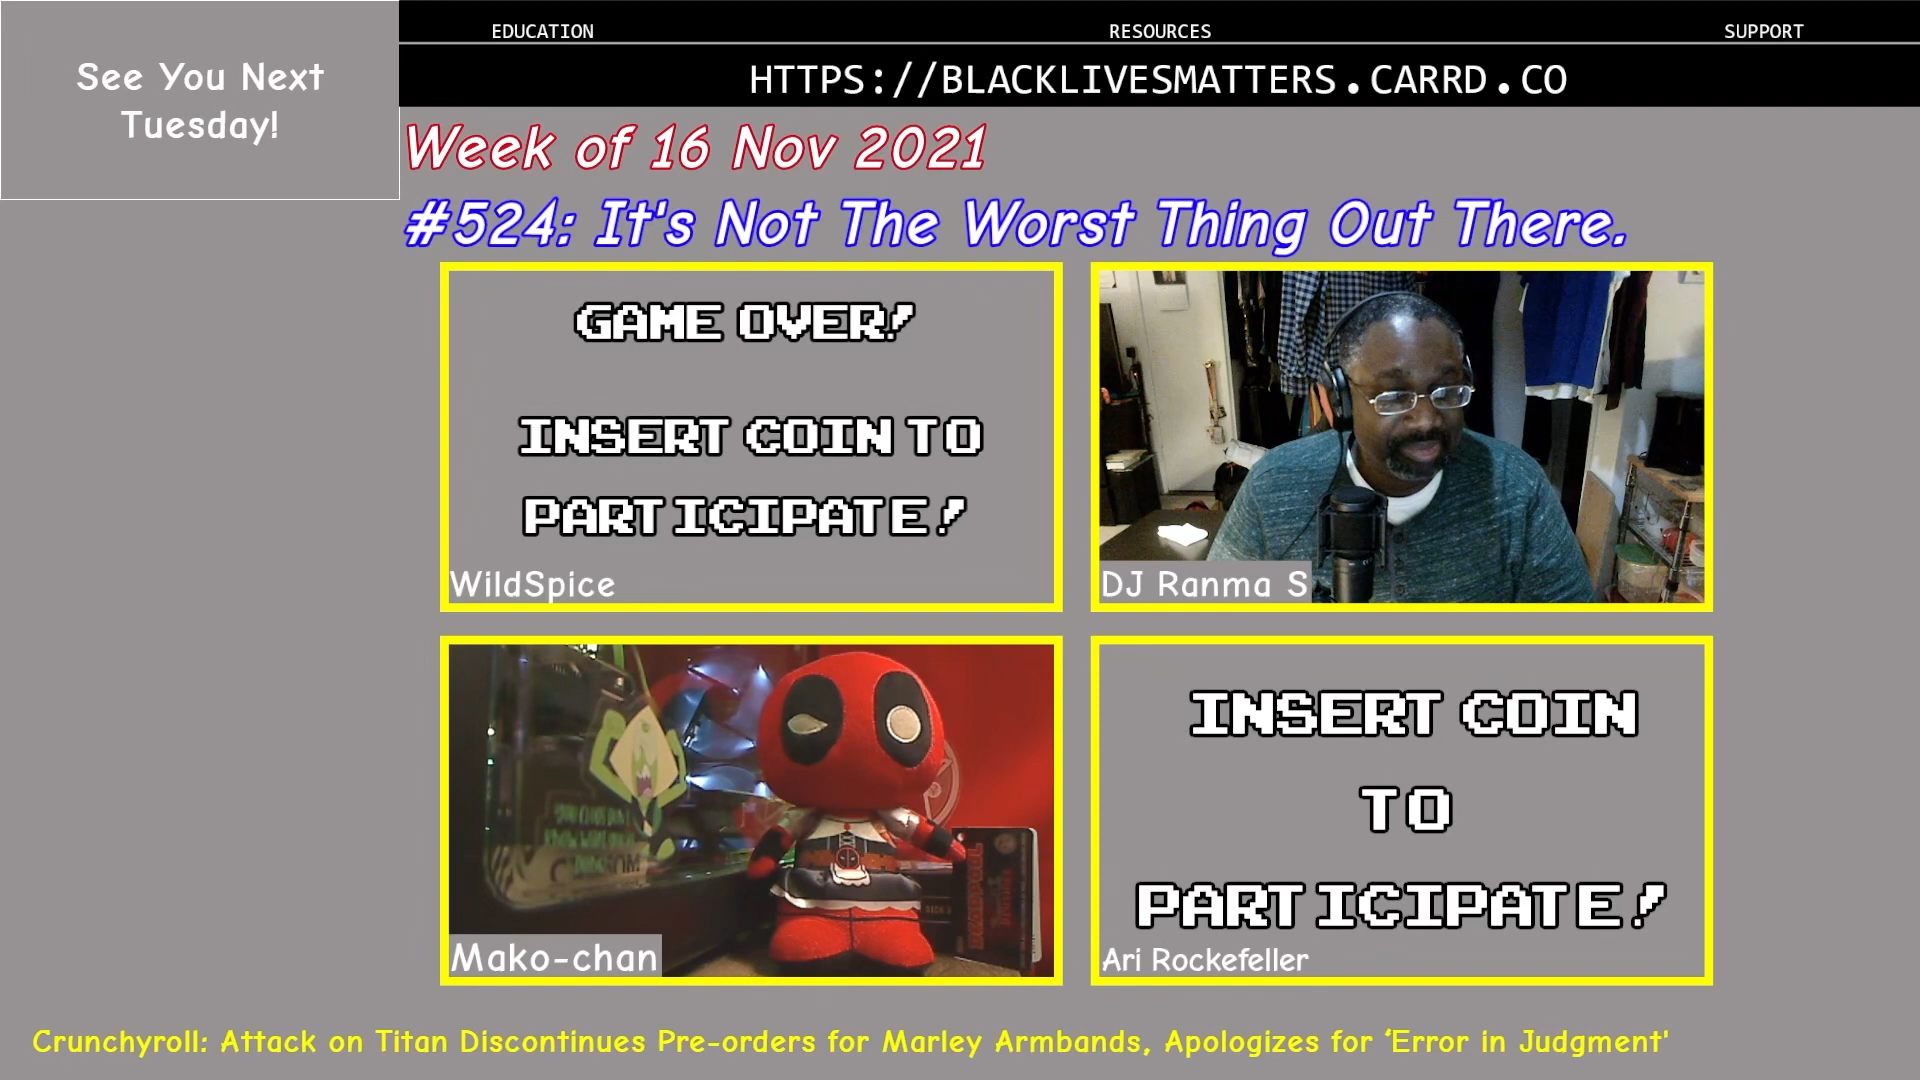 See You Next
Tuesday!
EDUCATION RESOURCES SUPPORT
HTTPS://BLACKLIVESMATTERS.CARRD.CO
Week of 16 Nov 2021
#524: It's Not The Worst Thing Out There.
GAME OVER!
INSERT COIN TO
PARTICIPATE!
WildSpice
DJ Ranma S
DEADPOOL
Mako-chan
INSERT COIN
TO
PARTICIPATE!
Ari Rockefeller
Crunchyroll: Attack on Titan Discontinues Pre-orders for Marley Armbands, Apologizes for ‘Error in Judgment'